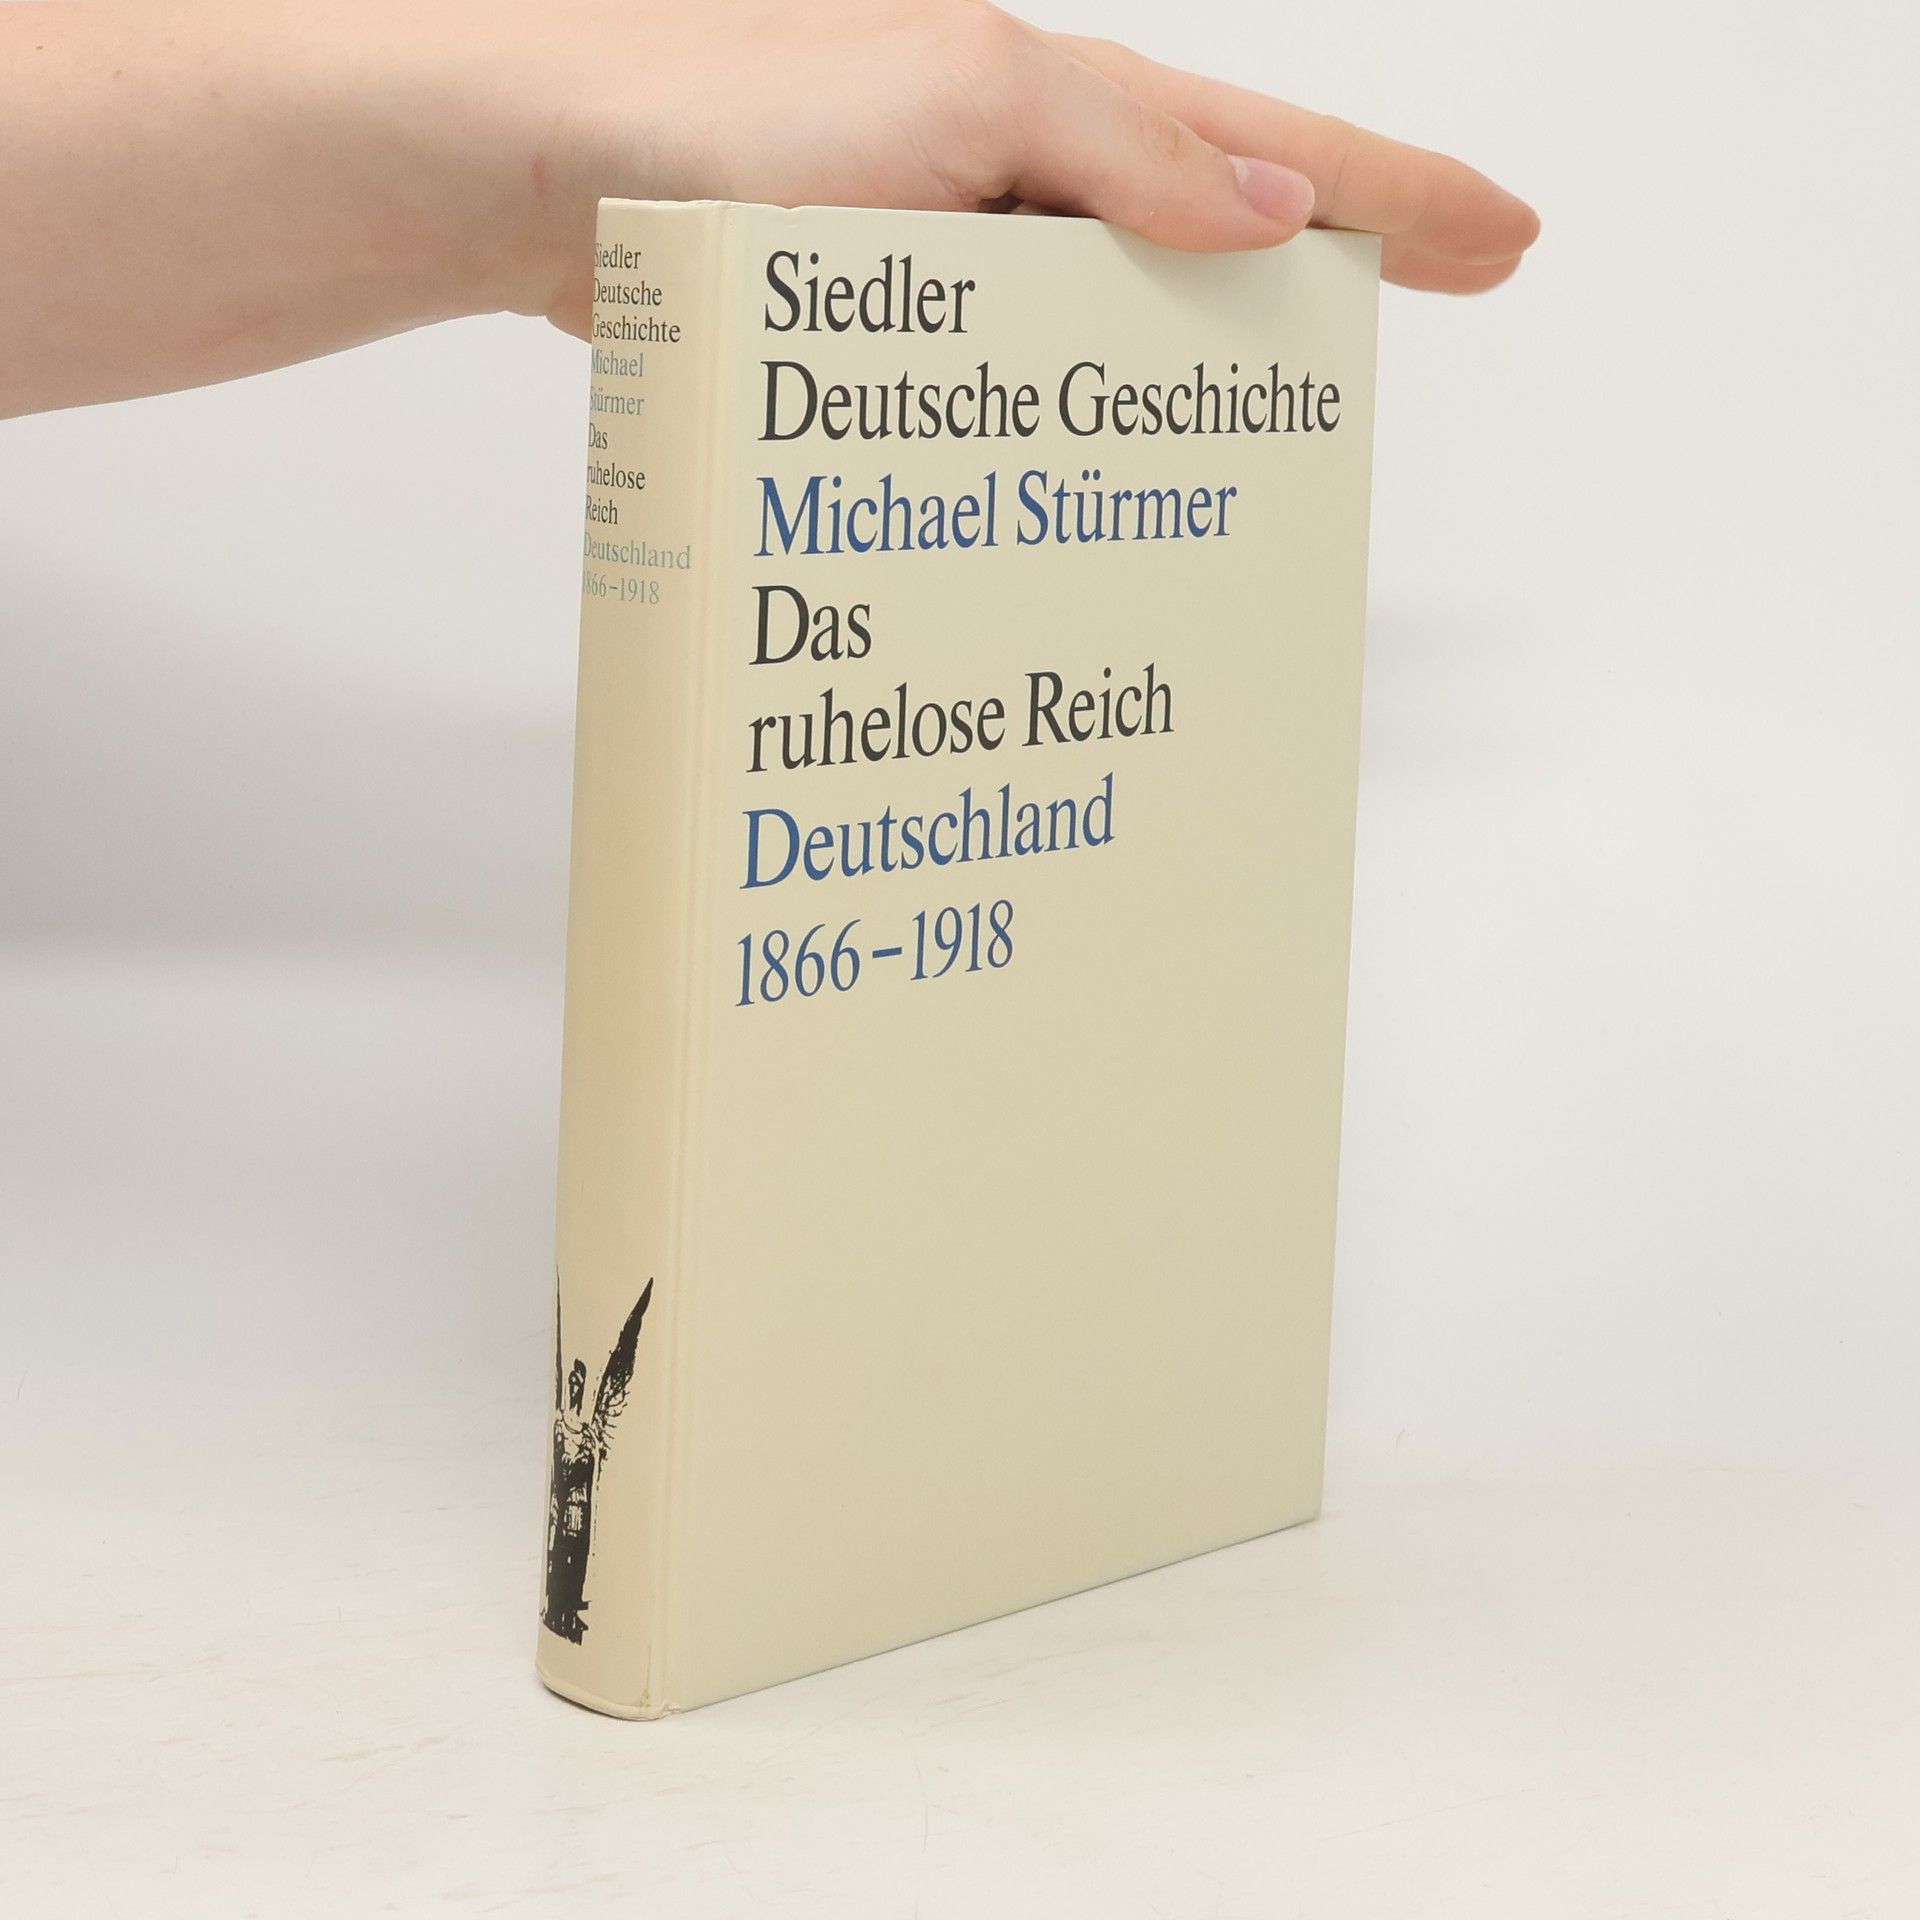 Siedler
Deutsche
Geschichte
Michael
Stürmer
Das
ruhelose
Reich
Deutschland
1866–1918
Siedler
Deutsche Geschichte
Michael Stürmer
Das
ruhelose Reich
Deutschland
1866–1918